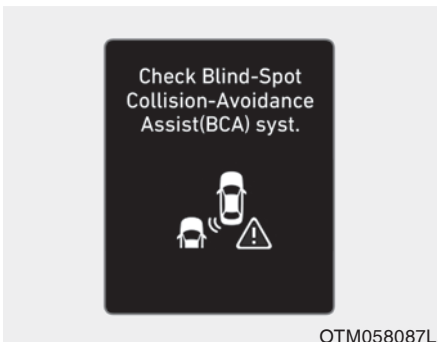 Check Blind-Spot
Collision-Avoidance
Assist(BCA) syst.
OTM058087L